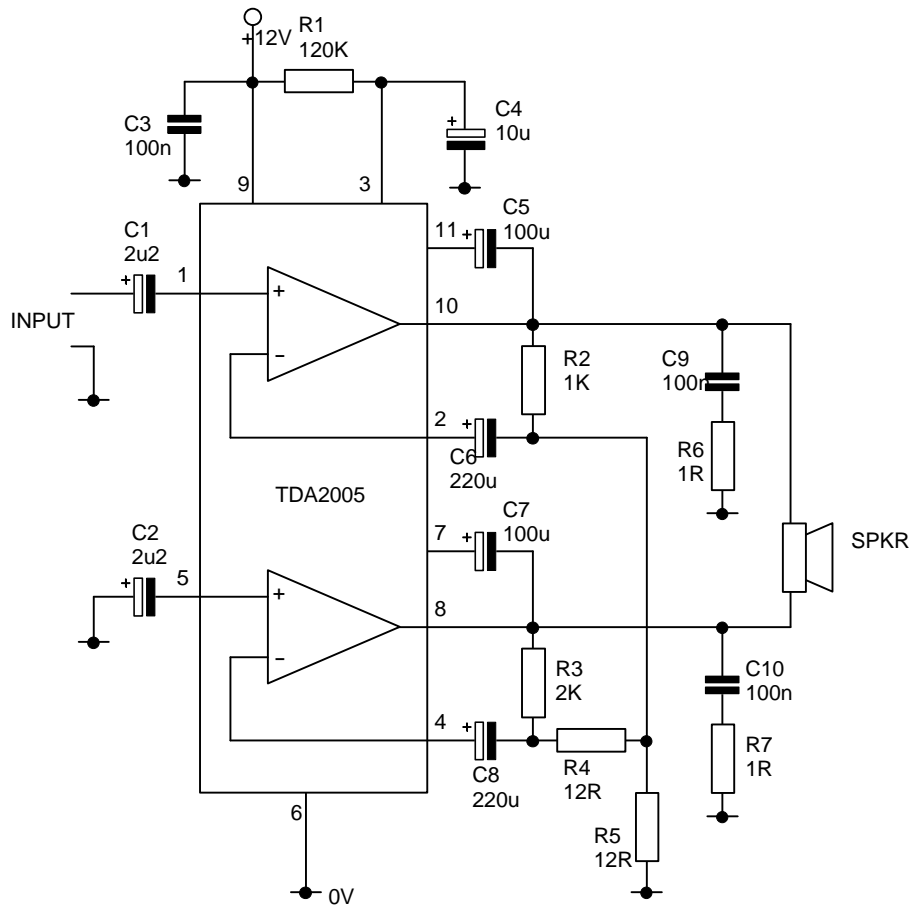 +12V
R1
120K
C3
100n
C4
10u
9
3
C1
2u2
1
INPUT
11
C5
100u
10
R2
1K
C9
100n
2
C6
220u
R6
1R
TDA2005
C2
2u2
5
7
C7
100u
SPKR
8
R3
2K
C10
100n
4
C8
220u
R4
12R
R7
1R
6
R5
12R
0V